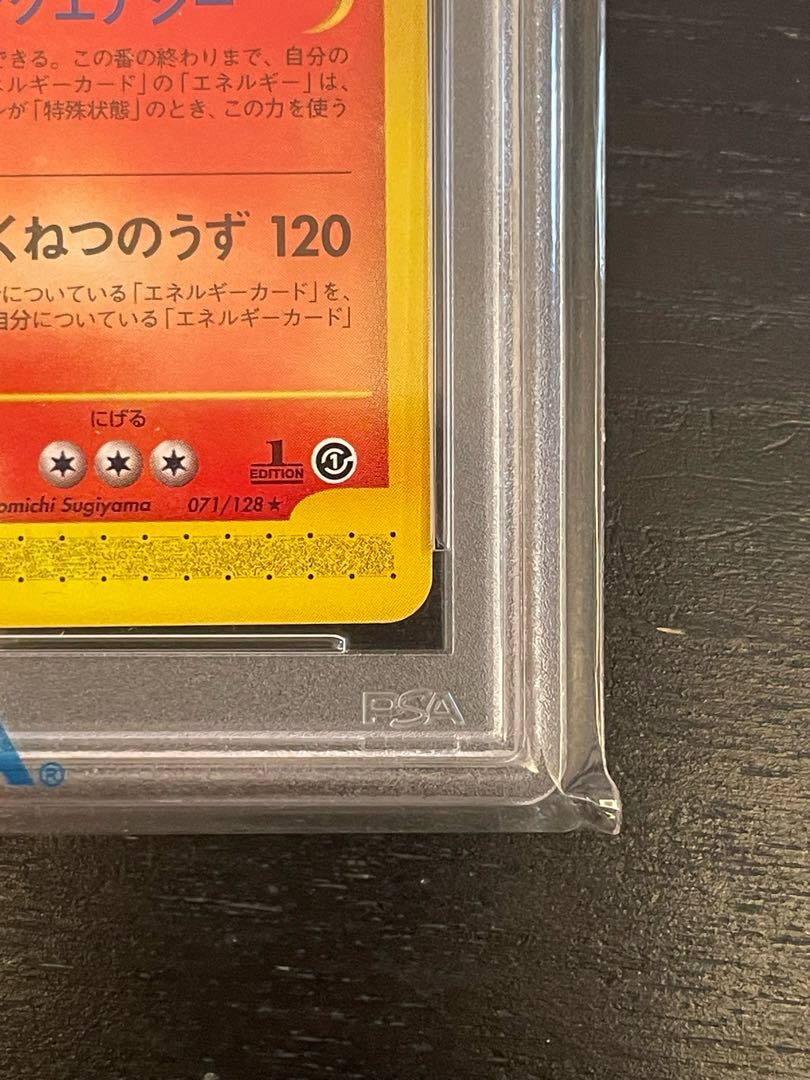 できる。この番の終わりまで、自分の
ルギーカード」の「エネルギー」は、
が「特殊状態」のとき、この力を使う
くねつのうず 120
についている「エネルギーカード」を、
自分についている「エネルギーカード」
にげる
1
EDITION
1
omichi Sugiyama 071/128★
PSA
®